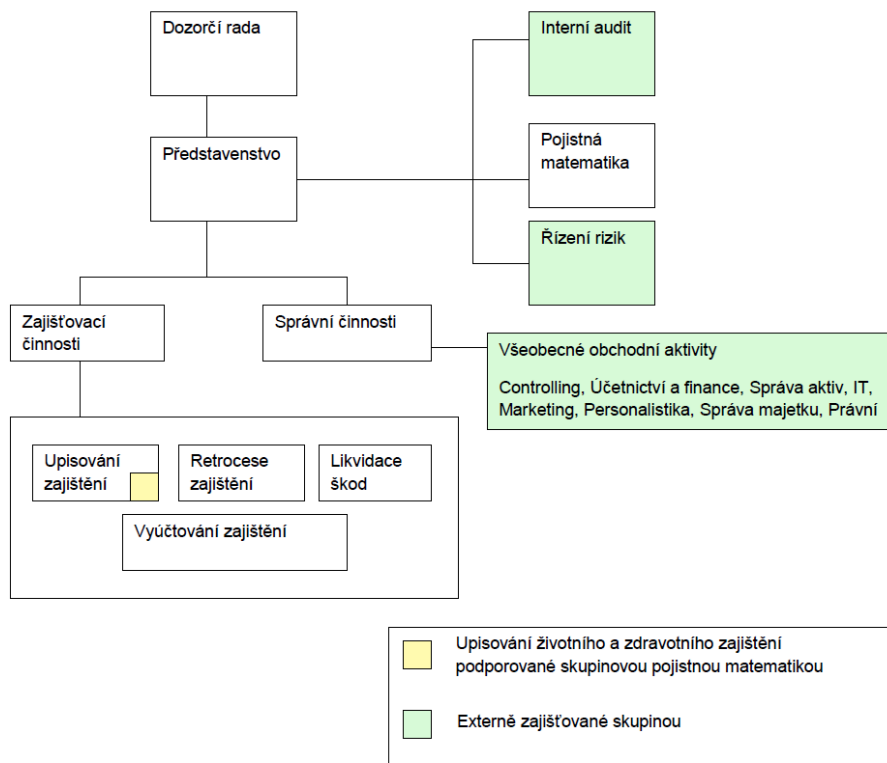 Dozorčí rada
Interní audit
Představenstvo
Pojistná
matematika
Řízení rizik
Zajišťovací
činnosti
Správní činnosti
Všeobecné obchodní aktivity
Controlling, Účetnictví a finance, Správa aktiv, IT,
Marketing, Personalistika, Správa majetku, Právní
Upisování
zajištění
Retrocese
zajištění
Likvidace
škod
Vyúčtování zajištění
Upisování životního a zdravotního zajištění
podporované skupinovou pojistnou matematikou
Externě zajišťované skupinou